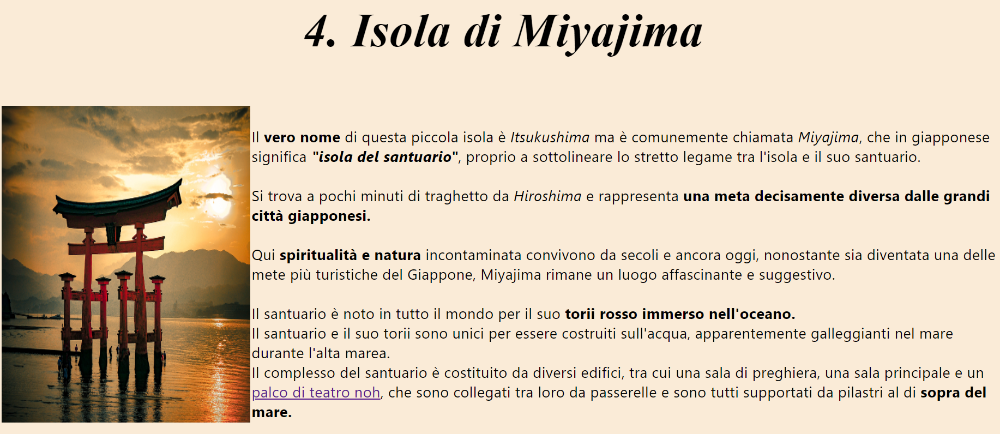 4. Isola di Miyajima
Il vero nome di questa piccola isola è Itsukushima ma è comunemente chiamata Miyajima, che in giapponese
significa "isola del santuario", proprio a sottolineare lo stretto legame tra l'isola e il suo santuario.
Si trova a pochi minuti di traghetto da Hiroshima e rappresenta una meta decisamente diversa dalle grandi
città giapponesi.
Qui spiritualità e natura incontaminata convivono da secoli e ancora oggi, nonostante sia diventata una delle
mete più turistiche del Giappone, Miyajima rimane un luogo affascinante e suggestivo.
Il santuario è noto in tutto il mondo per il suo torii rosso immerso nell'oceano.
Il santuario e il suo torii sono unici per essere costruiti sull'acqua, apparentemente galleggianti nel mare
durante l'alta marea.
Il complesso del santuario è costituito da diversi edifici, tra cui una sala di preghiera, una sala principale e un
palco di teatro noh, che sono collegati tra loro da passerelle e sono tutti supportati da pilastri al di sopra del
mare.